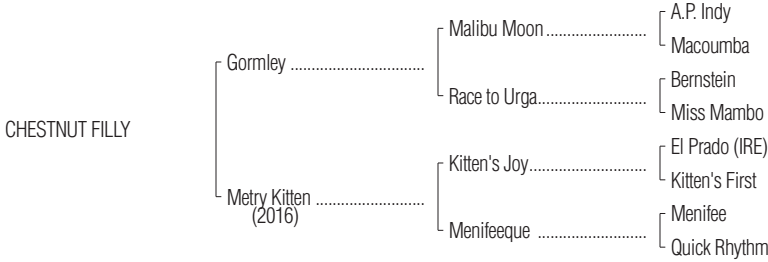 CHESTNUT FILLY
Gormley ................................
Metry Kitten ..........................
(2016)
Malibu Moon ........................
Race to Urga..........................
Kitten's Joy............................
Menifeeque ..........................
A.P. Indy
Macoumba
Bernstein
Miss Mambo
El Prado (IRE)
Kitten's First
Menifee
Quick Rhythm